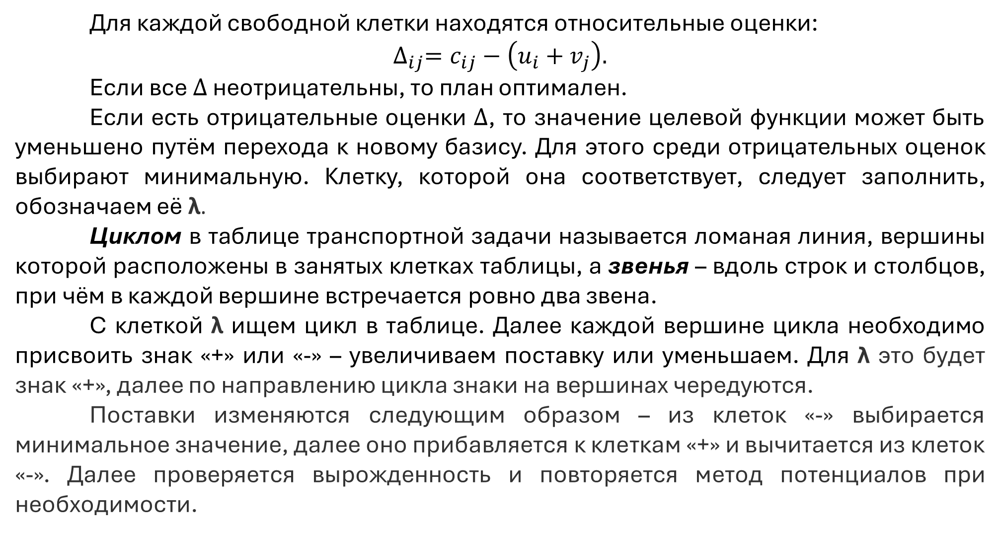 Для каждой свободной клетки находятся относительные оценки:
Δᵢⱼ= cᵢⱼ − (uᵢ + vⱼ).
Если все Δ неотрицательны, то план оптимален.
Если есть отрицательные оценки Δ, то значение целевой функции может быть
уменьшено путём перехода к новому базису. Для этого среди отрицательных оценок
выбирают минимальную. Клетку, которой она соответствует, следует заполнить,
обозначаем её λ.
Циклом в таблице транспортной задачи называется ломаная линия, вершины
которой расположены в занятых клетках таблицы, а звенья – вдоль строк и столбцов,
при чём в каждой вершине встречается ровно два звена.
С клеткой λ ищем цикл в таблице. Далее каждой вершине цикла необходимо
присвоить знак «+» или «-» – увеличиваем поставку или уменьшаем. Для λ это будет
знак «+», далее по направлению цикла знаки на вершинах чередуются.
Поставки изменяются следующим образом – из клеток «-» выбирается
минимальное значение, далее оно прибавляется к клеткам «+» и вычитается из клеток
«-». Далее проверяется вырожденность и повторяется метод потенциалов при
необходимости.